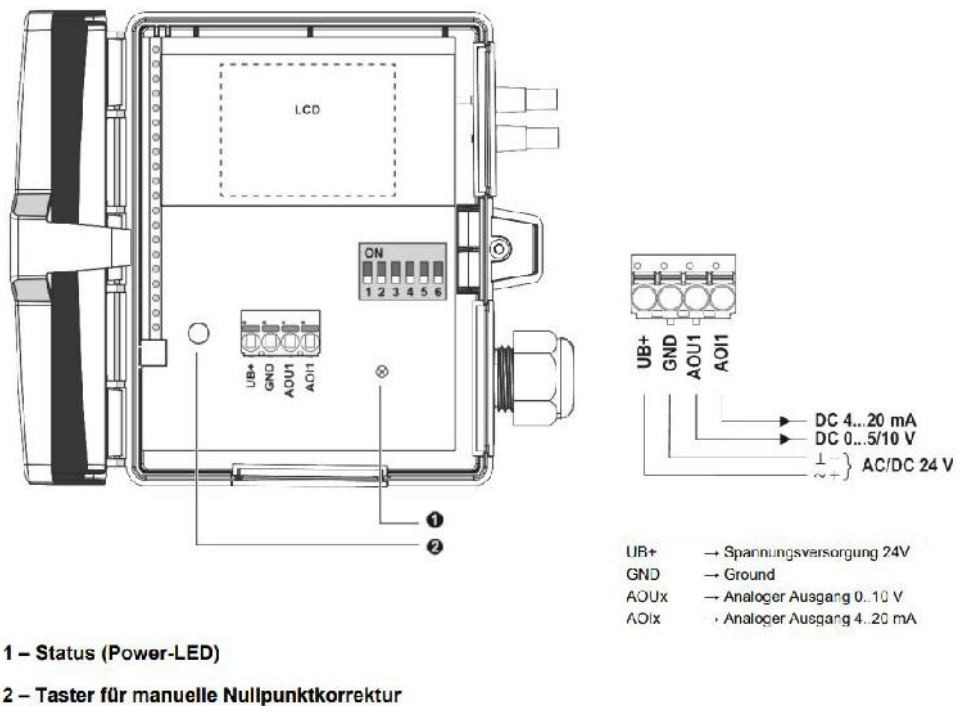 LCD
ON
1 2 3 4 5 6
UB+
GND
AOU1
AOI1
1
2
UB+
GND
AOU1
AOI1
DC 4...20 mA
DC 0...5/10 V
⊥
~ +
} AC/DC 24 V
UB+ → Spannungsversorgung 24V
GND → Ground
AOUx → Analoger Ausgang 0..10 V
AOIx → Analoger Ausgang 4..20 mA
1 – Status (Power-LED)
2 – Taster für manuelle Nullpunktkorrektur